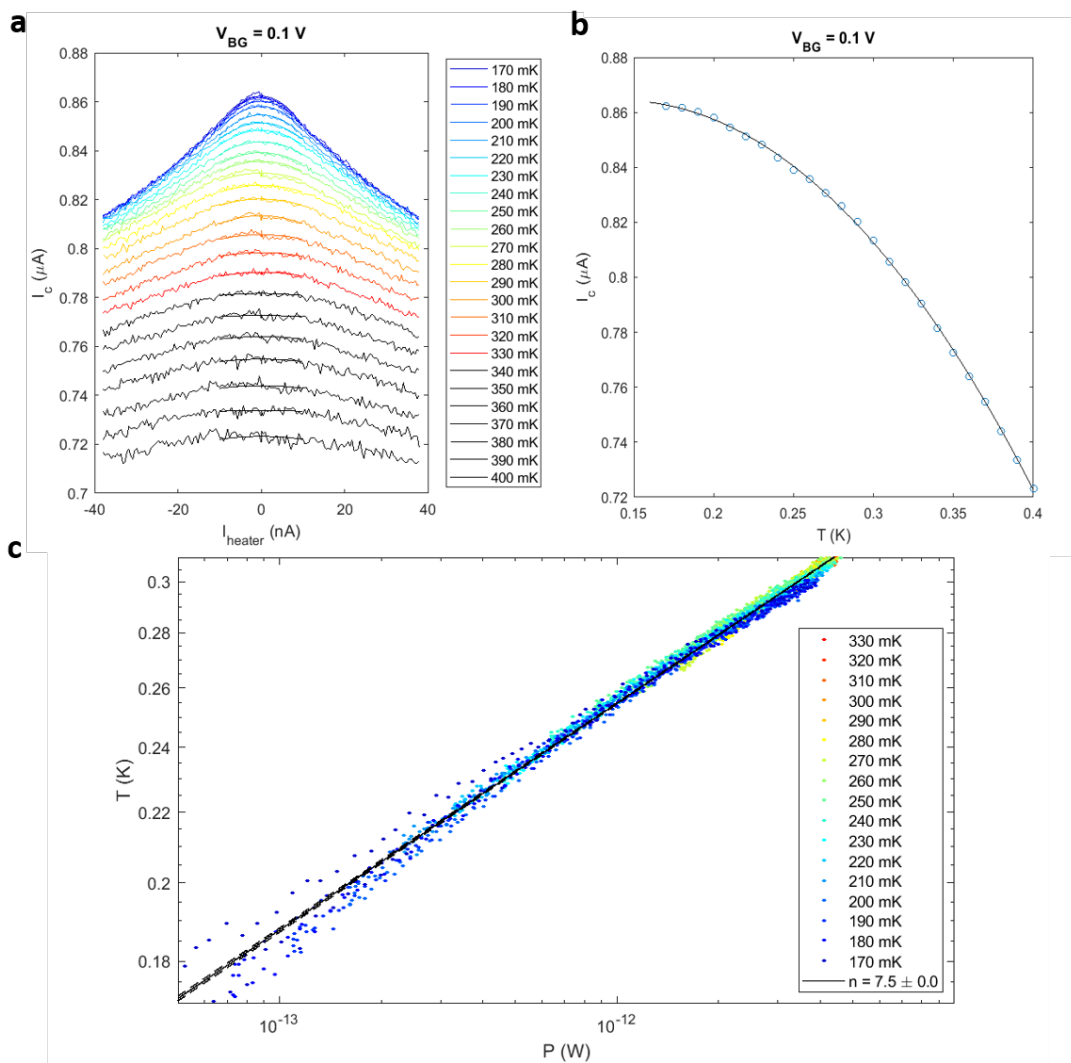 a
V_BG = 0.1 V
0.88
0.86
0.84
0.82
0.8
0.78
0.76
0.74
0.72
0.7
I_c (μA)
-40
-20
0
20
40
I_heater (nA)
170 mK
180 mK
190 mK
200 mK
210 mK
220 mK
230 mK
240 mK
250 mK
260 mK
270 mK
280 mK
290 mK
300 mK
310 mK
320 mK
330 mK
340 mK
350 mK
360 mK
370 mK
380 mK
390 mK
400 mK
b
V_BG = 0.1 V
0.88
0.86
0.84
0.82
0.80
0.78
0.76
0.74
0.72
I_c (μA)
0.15
0.2
0.25
0.3
0.35
0.4
T (K)
c
0.3
0.28
0.26
0.24
0.22
0.2
0.18
T (K)
10^-13
10^-12
P (W)
330 mK
320 mK
310 mK
300 mK
290 mK
280 mK
270 mK
260 mK
250 mK
240 mK
230 mK
220 mK
210 mK
200 mK
190 mK
180 mK
170 mK
n = 7.5 ± 0.0